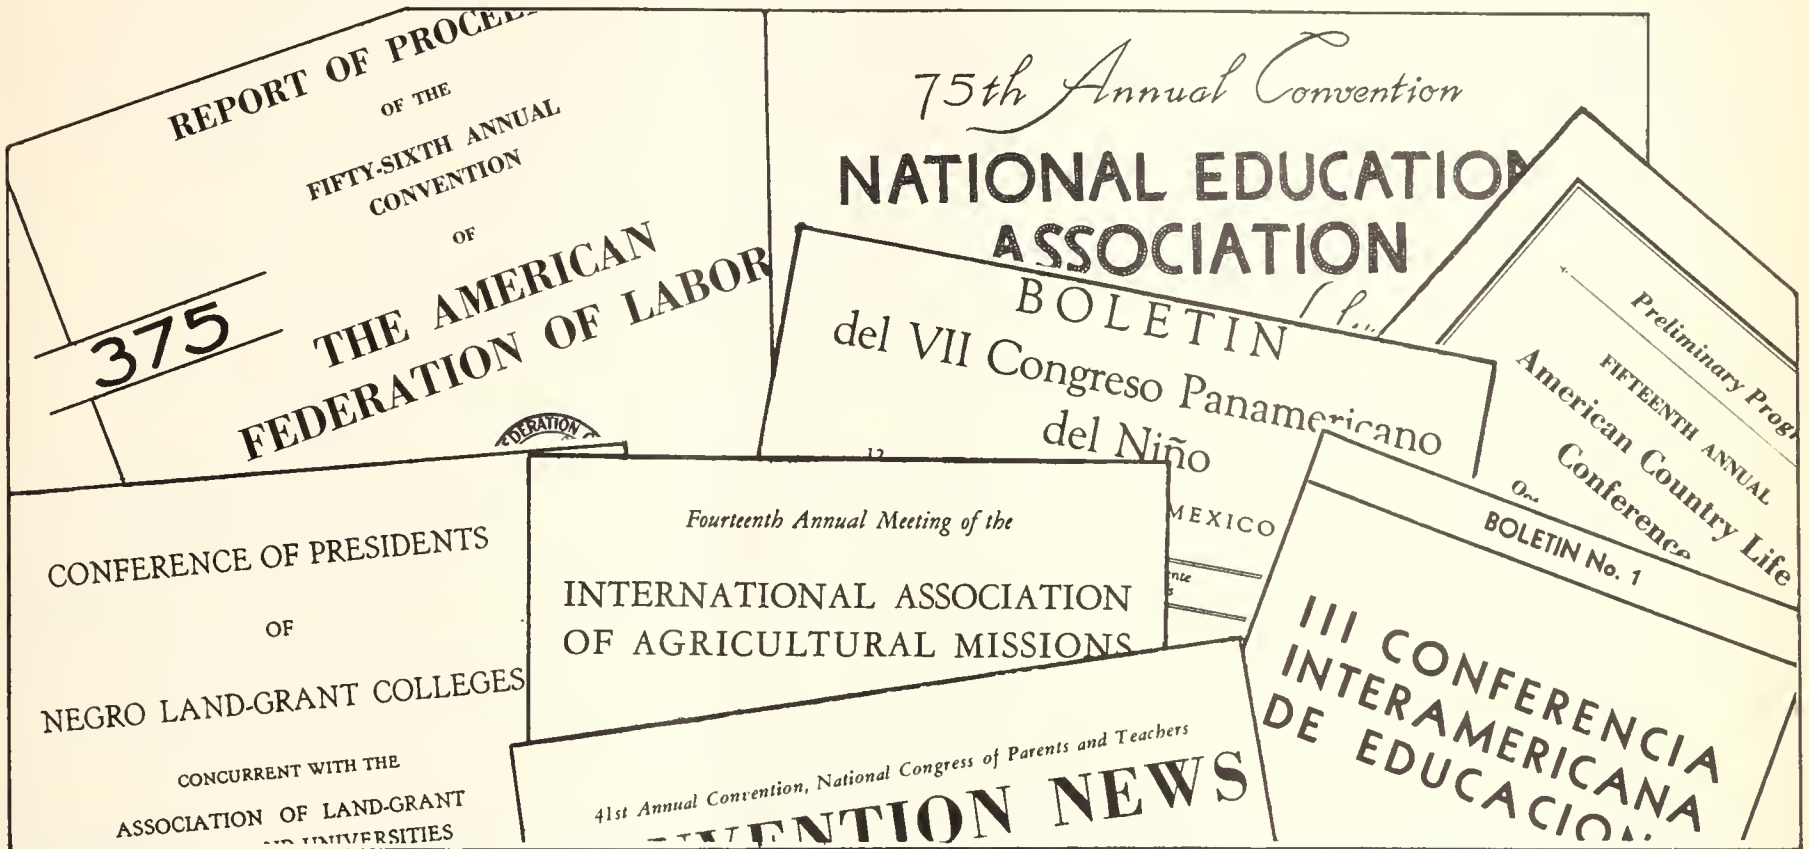 REPORT OF
OF THE
FIFTY-SIXTH ANNUAL
CONVENTION
OF
THE AMERICAN
FEDERATION OF LABOR
375
75th Annual Convention
NATIONAL EDUCATION
ASSOCIATION
BOLETIN
del VII Congreso Panamericano
del Niño
12
MEXICO
Preliminary
FIFTEENTH ANNUAL
American Country Life
Conference
CONFERENCE OF PRESIDENTS
OF
NEGRO LAND-GRANT COLLEGES
CONCURRENT WITH THE
ASSOCIATION OF LAND-GRANT
UNIVERSITIES
Fourteenth Annual Meeting of the
INTERNATIONAL ASSOCIATION
OF AGRICULTURAL MISSIONS
41st Annual Convention, National Congress of Parents and Teachers
NEWS
BOLETIN No. 1
III CONFERENCIA
INTERAMERICANA
DE EDUCACION